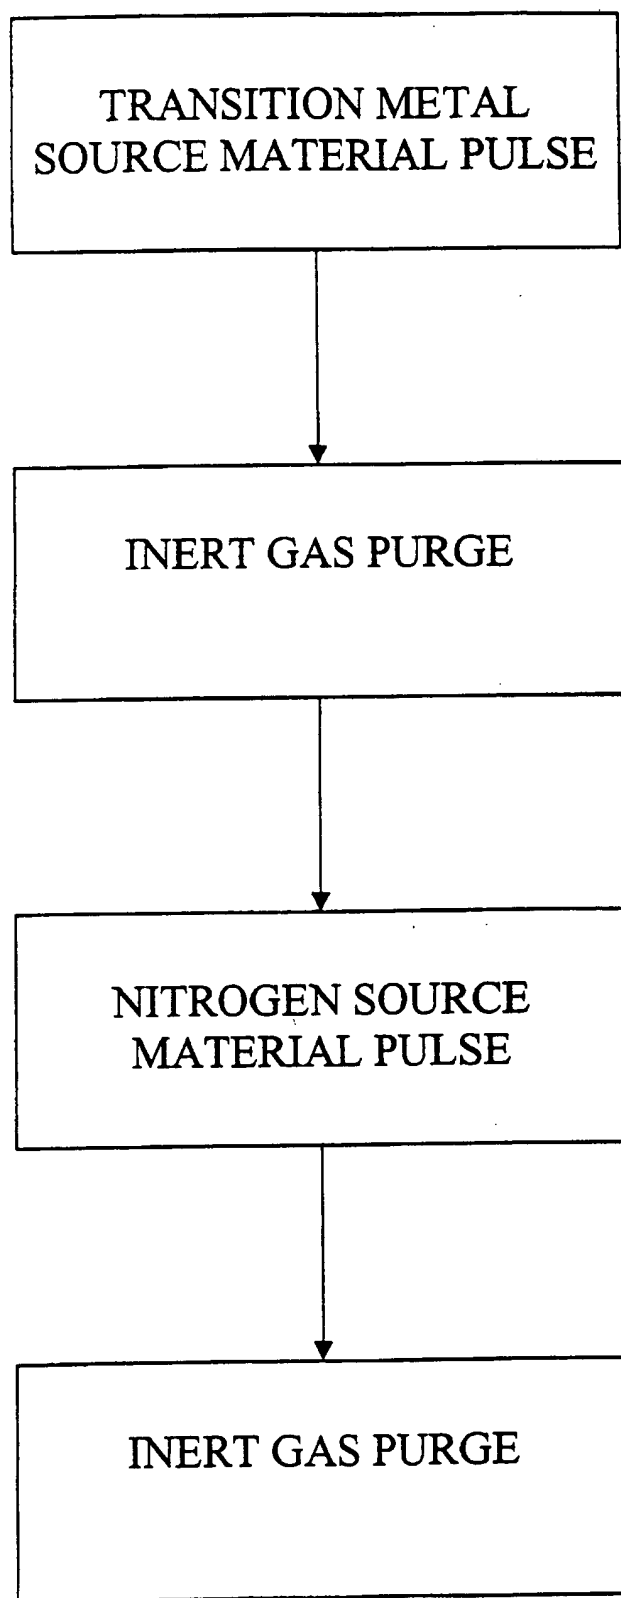 TRANSITION METAL
SOURCE MATERIAL PULSE
INERT GAS PURGE
NITROGEN SOURCE
MATERIAL PULSE
INERT GAS PURGE